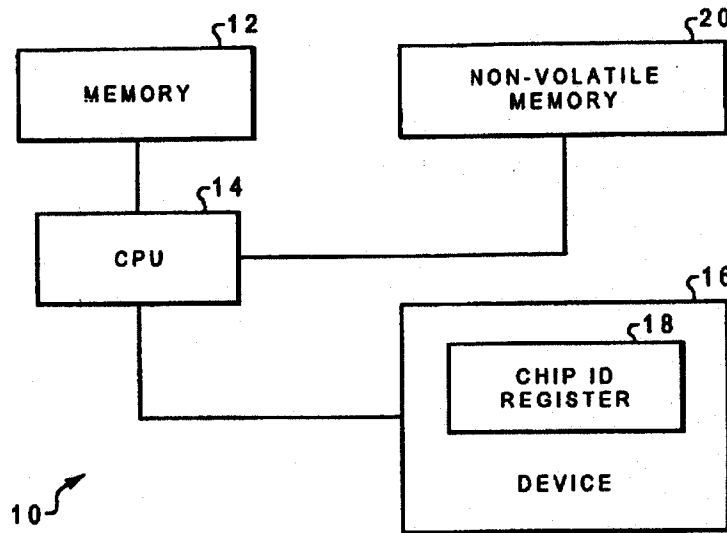 12
MEMORY
20
NON-VOLATILE
MEMORY
14
CPU
16
18
CHIP ID
REGISTER
DEVICE
10